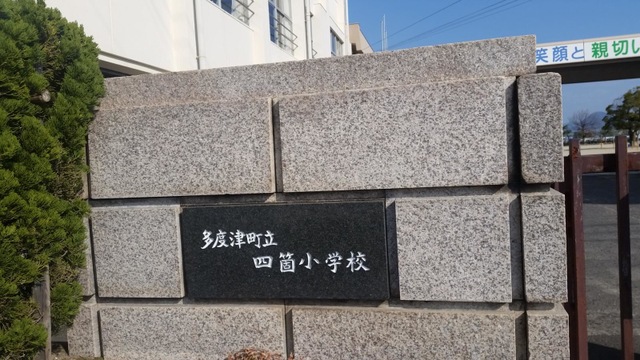 笑顔と親切い
多度津町立
四箇小学校